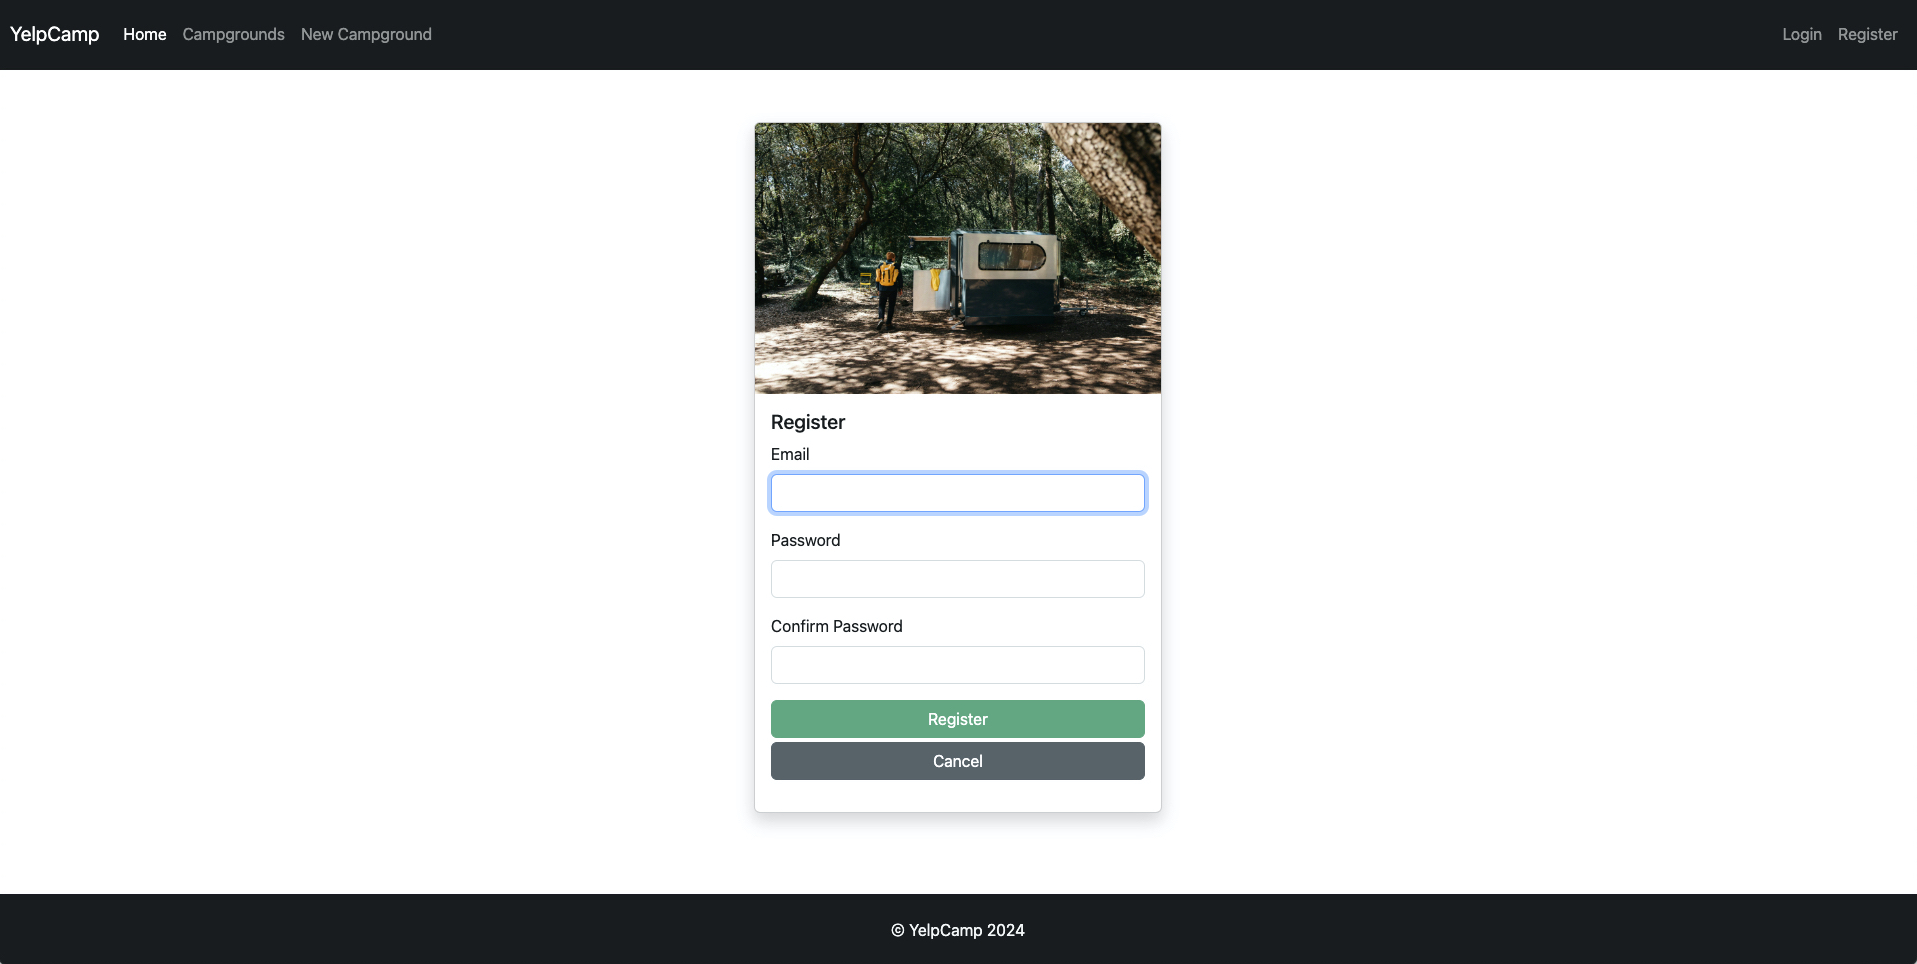 YelpCamp Home Campgrounds New Campground Login Register
Register
Email
Password
Confirm Password
Register
Cancel
© YelpCamp 2024